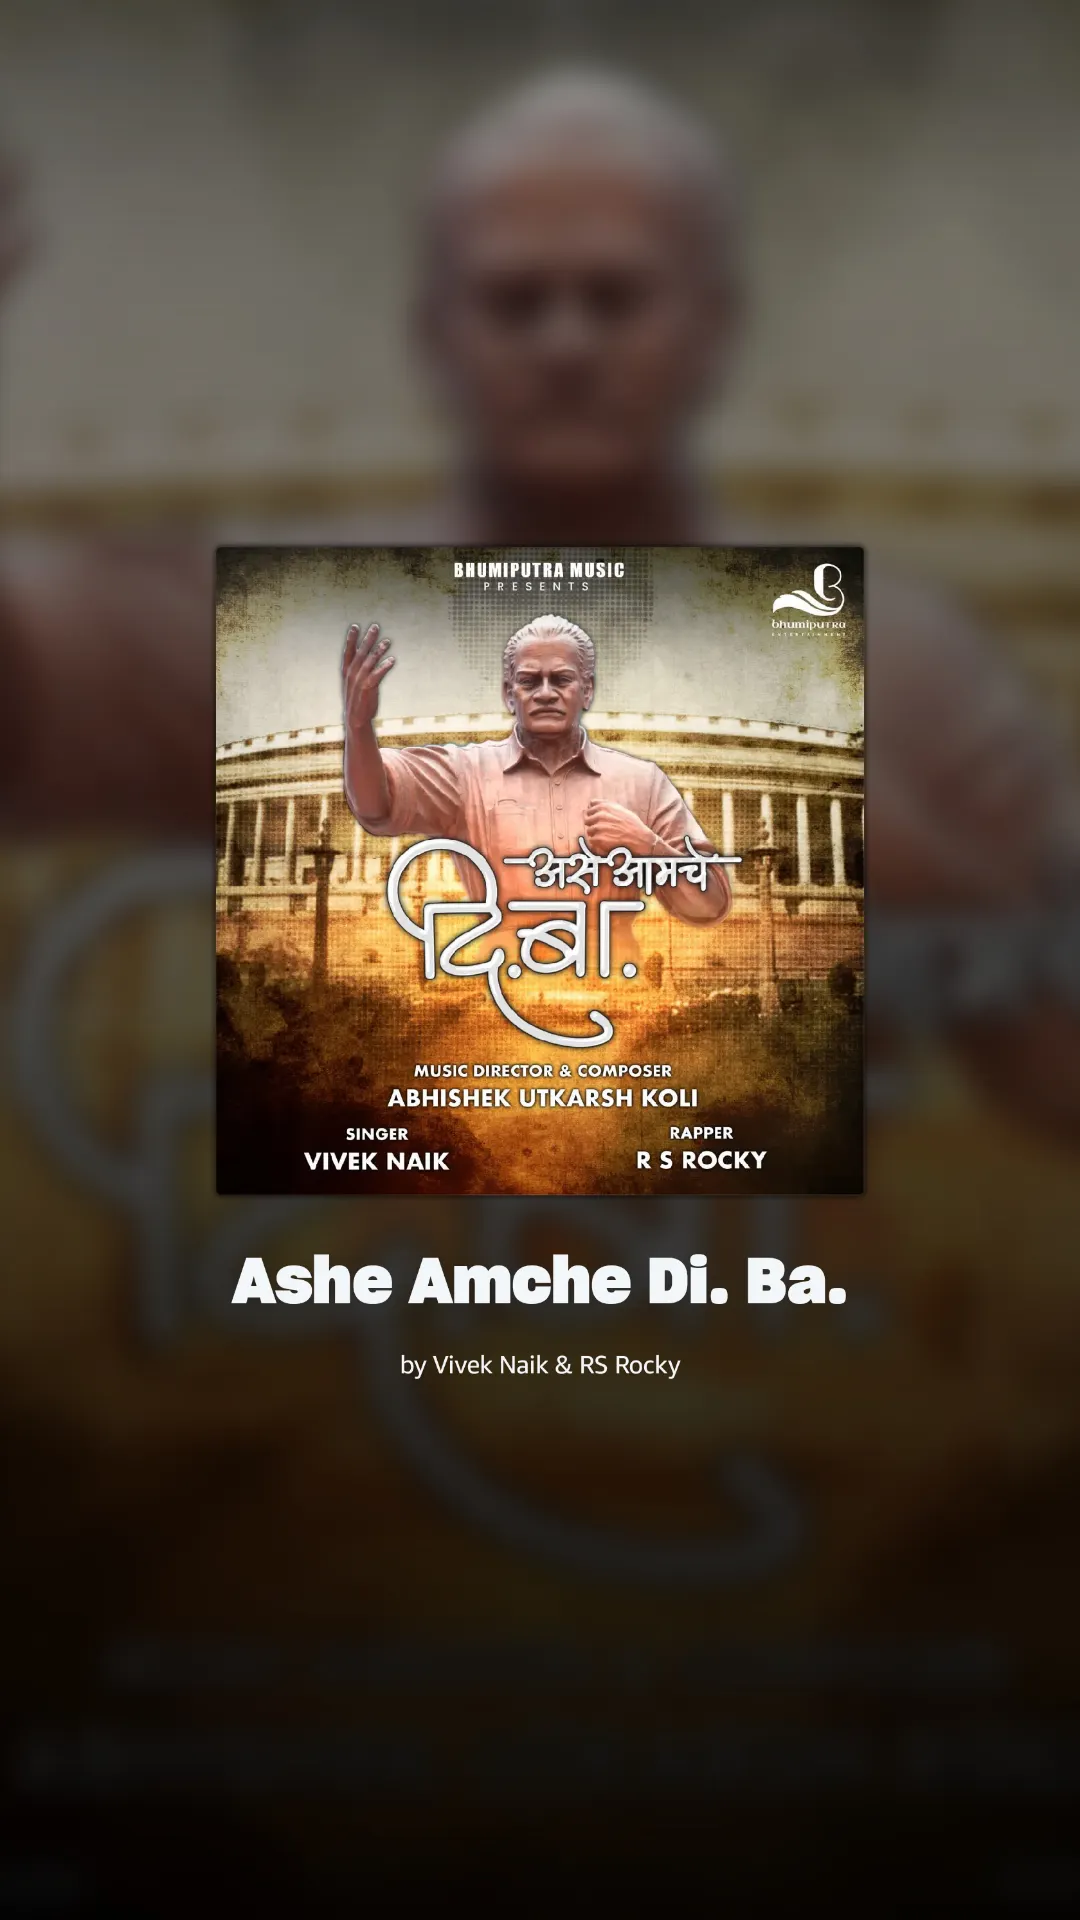 BHUMIPUTRA MUSIC
PRESENTS
bhumiputra
ENTERTAINMENT
असे आमचे
दि.बा.
MUSIC DIRECTOR & COMPOSER
ABHISHEK UTKARSH KOLI
SINGER
VIVEK NAIK
RAPPER
R S ROCKY
Ashe Amche Di. Ba.
by Vivek Naik & RS Rocky